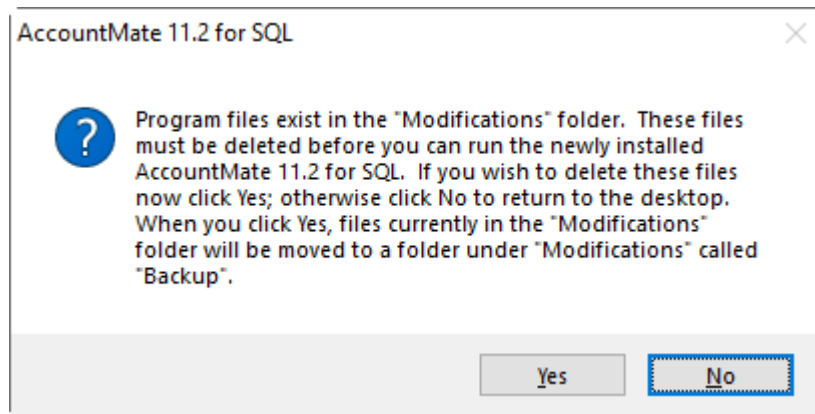 AccountMate 11.2 for SQL
Program files exist in the "Modifications" folder.  These files
must be deleted before you can run the newly installed
AccountMate 11.2 for SQL.  If you wish to delete these files
now click Yes; otherwise click No to return to the desktop.
When you click Yes, files currently in the "Modifications"
folder will be moved to a folder under "Modifications" called
"Backup".
Yes No